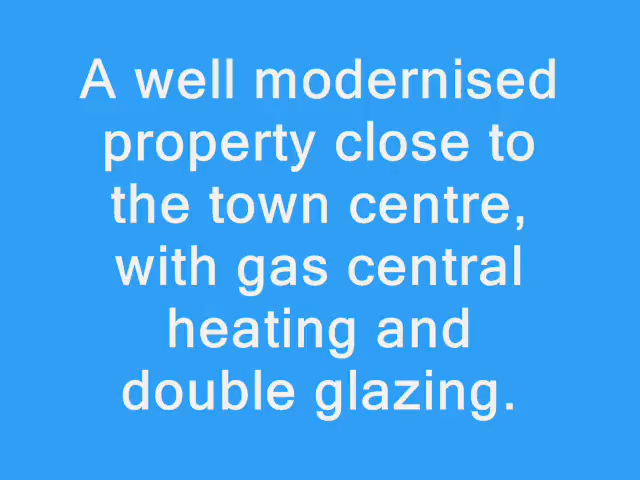 A well modernised
property close to
the town centre,
with gas central
heating and
double glazing.